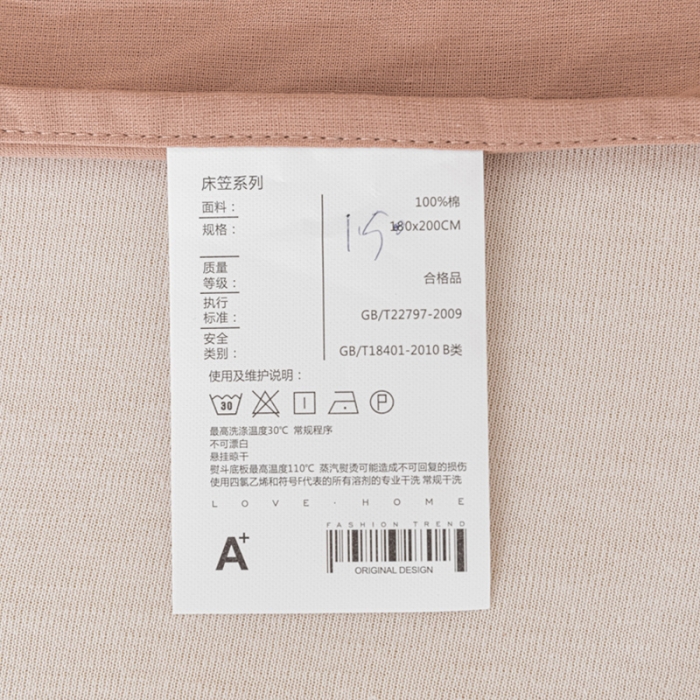 床笠系列
面料： 100%棉
规格： 15 180x200CM
质量
等级： 合格品
执行
标准： GB/T22797-2009
安全
类别： GB/T18401-2010 B类
使用及维护说明：
30 P
最高洗涤温度30℃ 常规程序
不可漂白
悬挂晾干
熨斗底板最高温度110℃ 蒸汽熨烫可能造成不可回复的损伤
使用四氯乙烯和符号F代表的所有溶剂的专业干洗 常规干洗
LOVE · HOME
FASHION TREND
A+
ORIGINAL DESIGN